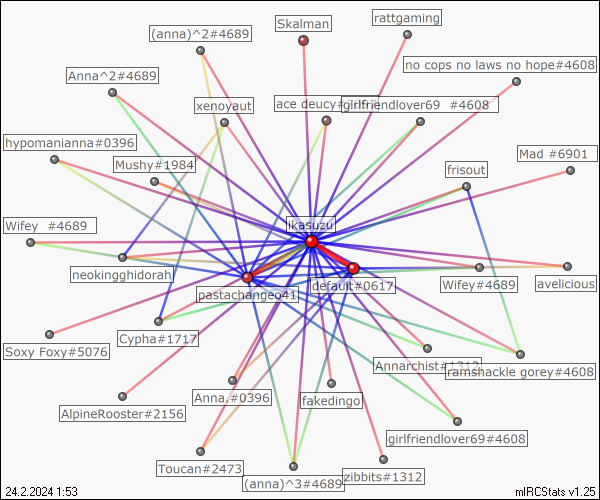 rattgaming
Skalman
(anna)^2#4689
no cops no laws no hope#4608
Anna^2#4689
xenoyaut
ace deucy#
girlfriendlover69 #4608
hypomanianna#0396
Mushy#1984
Mad #6901
frisout
Wifey #4689
ikasuzu
neokingghidorah
default#0617
Wifey#4689
avelicious
pastachangeo41
Cypha#1717
Soxy Foxy#5076
Annarchist#1312
ramshackle gorey#4608
Anna.#0396
fakedingo
AlpineRooster#2156
girlfriendlover69#4608
Toucan#2473
(anna)^3#4689
zibbits#1312
24.2.2024 1:53
mIRCStats v1.25